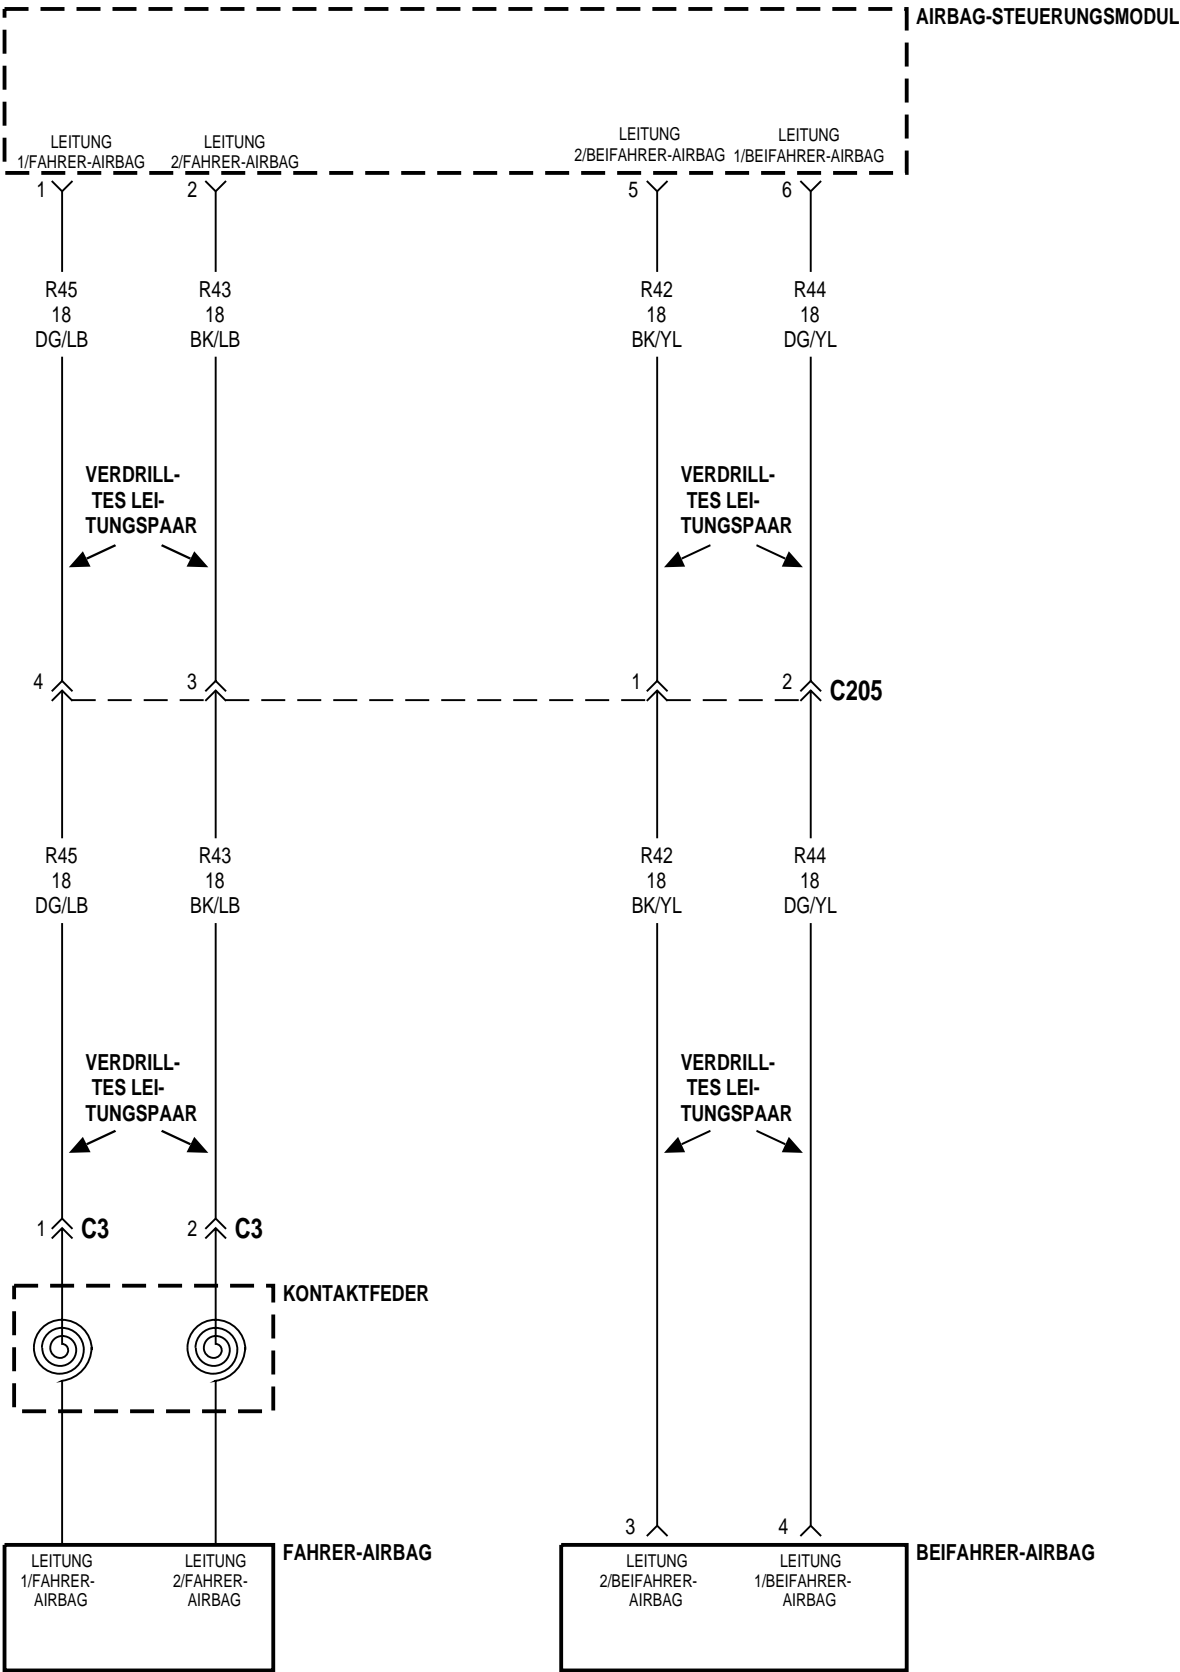 AIRBAG-STEUERUNGSMODUL
LEITUNG
1/FAHRER-AIRBAG
LEITUNG
2/FAHRER-AIRBAG
LEITUNG
2/BEIFAHRER-AIRBAG
LEITUNG
1/BEIFAHRER-AIRBAG
1
2
5
6
R45
18
DG/LB
R43
18
BK/LB
R42
18
BK/YL
R44
18
DG/YL
VERDRILL-
TES LEI-
TUNGSPAAR
VERDRILL-
TES LEI-
TUNGSPAAR
4
3
1
2
C205
R45
18
DG/LB
R43
18
BK/LB
R42
18
BK/YL
R44
18
DG/YL
VERDRILL-
TES LEI-
TUNGSPAAR
VERDRILL-
TES LEI-
TUNGSPAAR
1
C3
2
C3
KONTAKTFEDER
3
4
FAHRER-AIRBAG
LEITUNG
1/FAHRER-
AIRBAG
LEITUNG
2/FAHRER-
AIRBAG
BEIFAHRER-AIRBAG
LEITUNG
2/BEIFAHRER-
AIRBAG
LEITUNG
1/BEIFAHRER-
AIRBAG